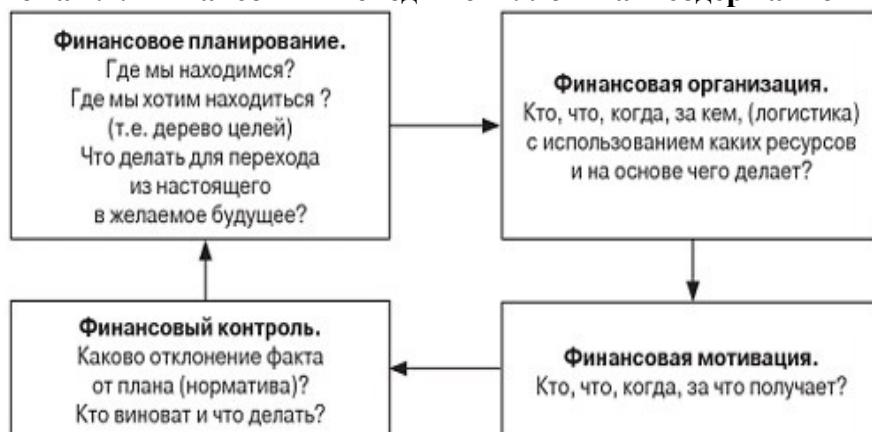 Финансовое планирование.
Где мы находимся?
Где мы хотим находиться ?
(т.е. дерево целей)
Что делать для перехода
из настоящего
в желаемое будущее?
Финансовая организация.
Кто, что, когда, за кем, (логистика)
с использованием каких ресурсов
и на основе чего делает?
Финансовый контроль.
Каково отклонение факта
от плана (норматива)?
Кто виноват и что делать?
Финансовая мотивация.
Кто, что, когда, за что получает?